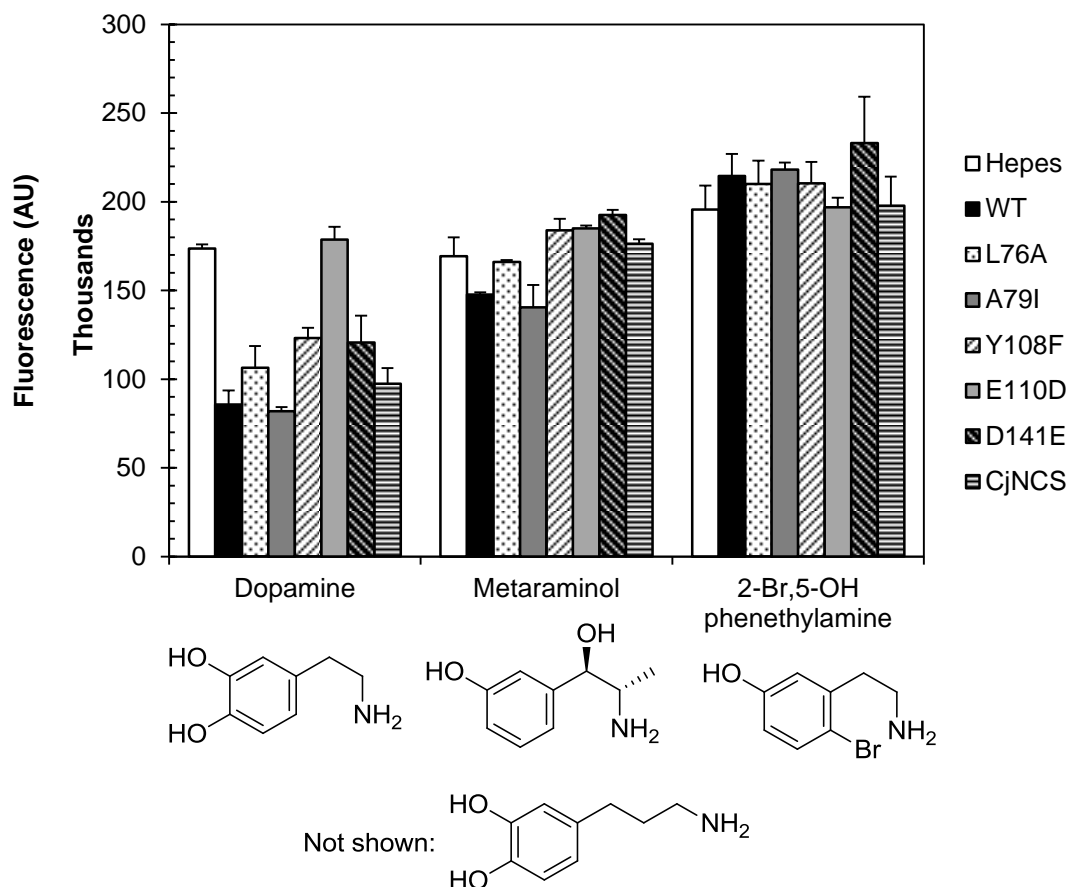 Fluorescence (AU)
Thousands
300
250
200
150
100
50
0
Dopamine
Metaraminol
2-Br,5-OH
phenethylamine
Hepes
WT
L76A
A79I
Y108F
E110D
D141E
CjNCS
HO
HO
NH2
OH
HO
NH2
HO
Br
NH2
Not shown:
HO
HO
NH2